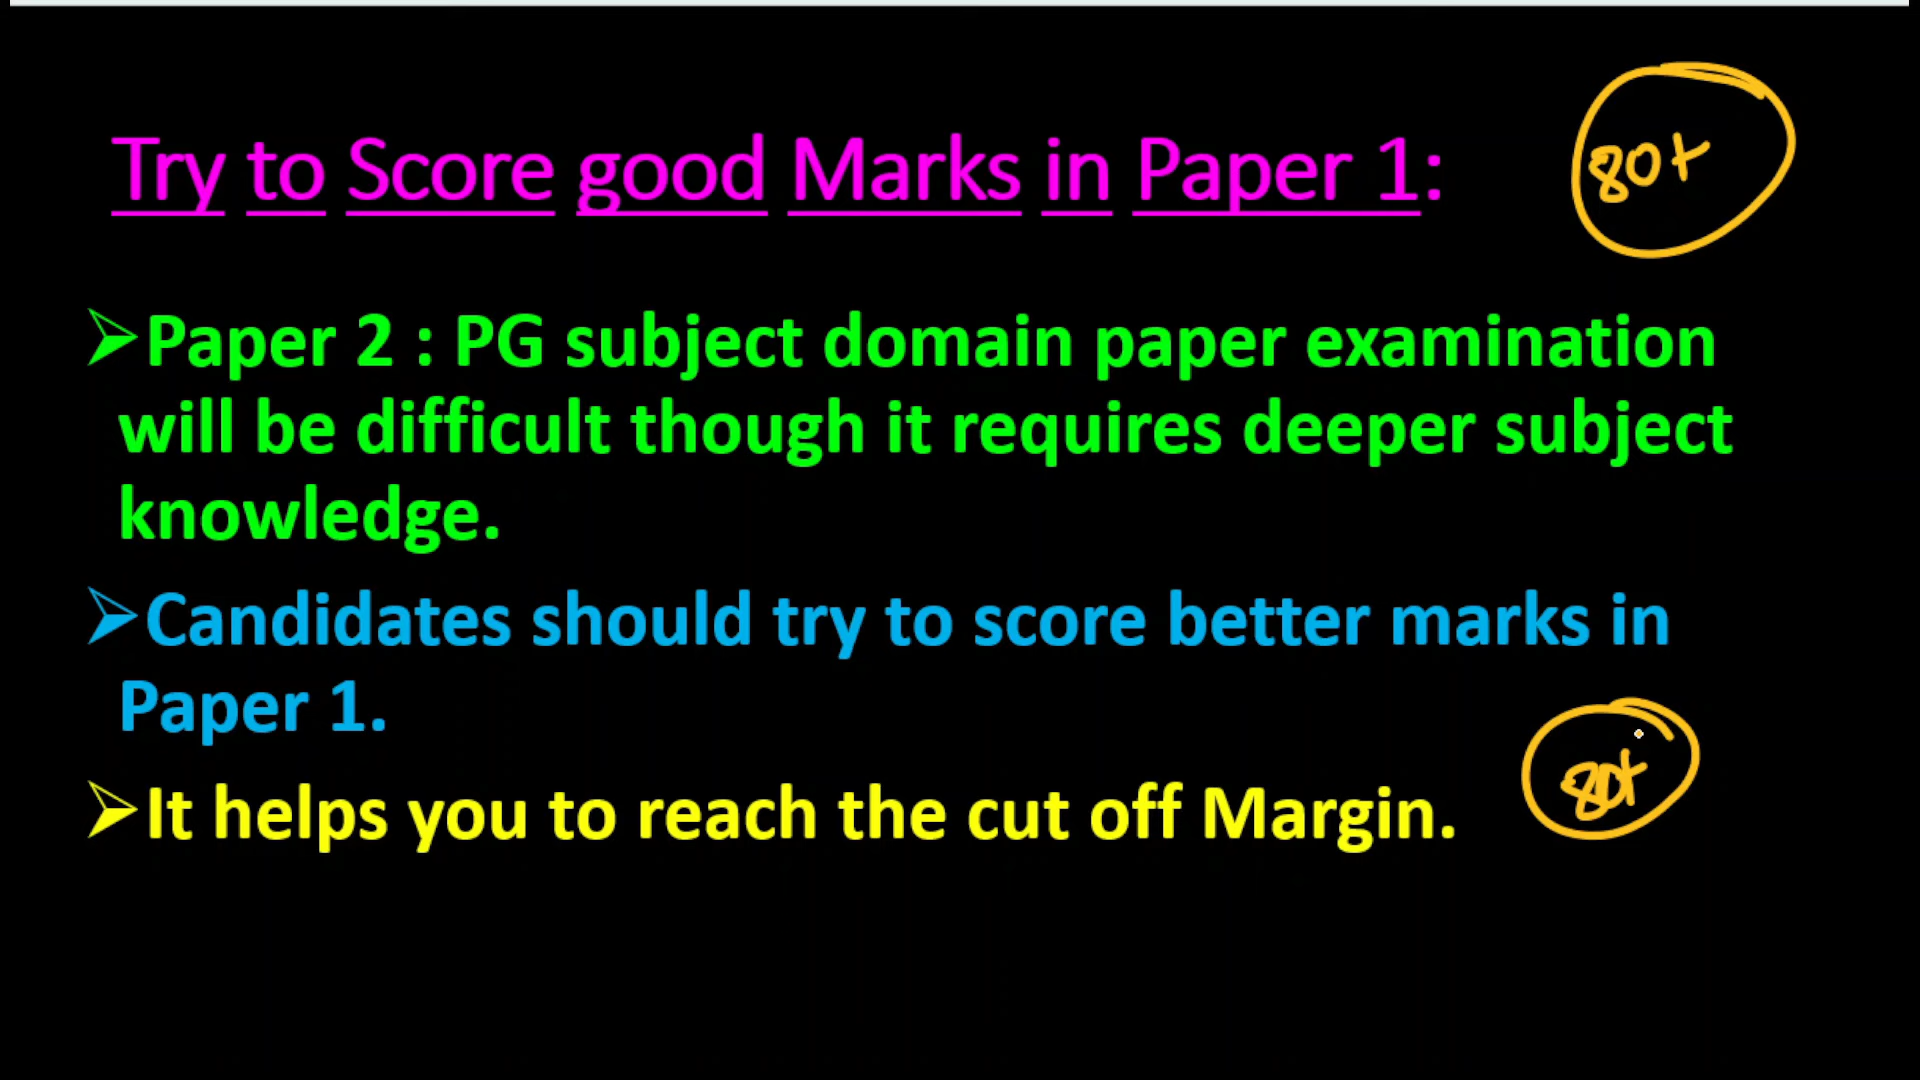 Try to Score good Marks in Paper 1:
80+
➢Paper 2 : PG subject domain paper examination
will be difficult though it requires deeper subject
knowledge.
➢Candidates should try to score better marks in
Paper 1.
80+
➢It helps you to reach the cut off Margin.